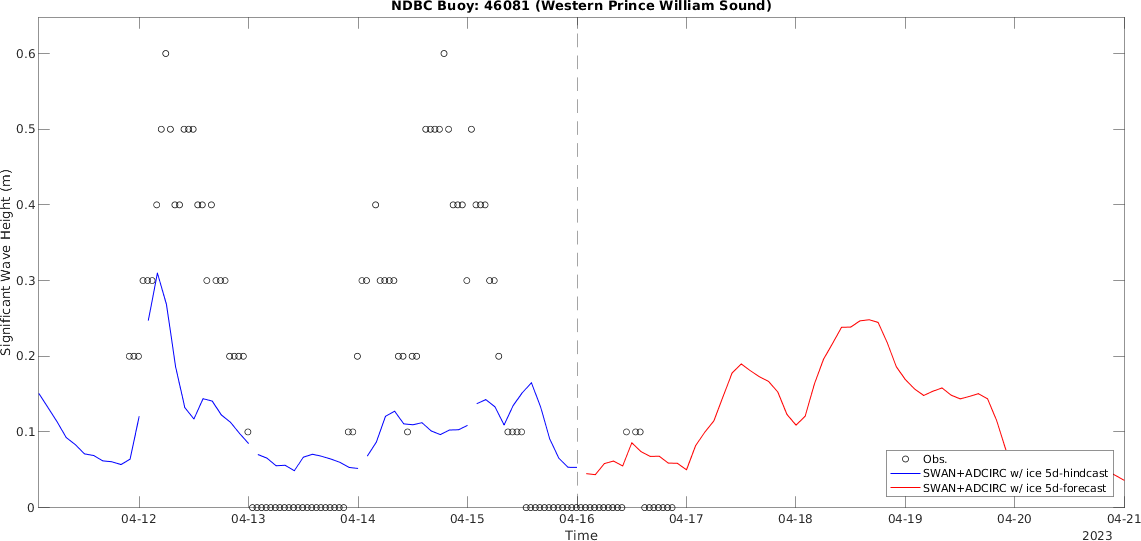 NDBC Buoy: 46081 (Western Prince William Sound)
Significant Wave Height (m)
0.6
0.5
0.4
0.3
0.2
0.1
0
04-12 04-13 04-14 04-15 04-16 04-17 04-18 04-19 04-20 04-21
Time
2023
Obs.
SWAN+ADCIRC w/ ice 5d-hindcast
SWAN+ADCIRC w/ ice 5d-forecast